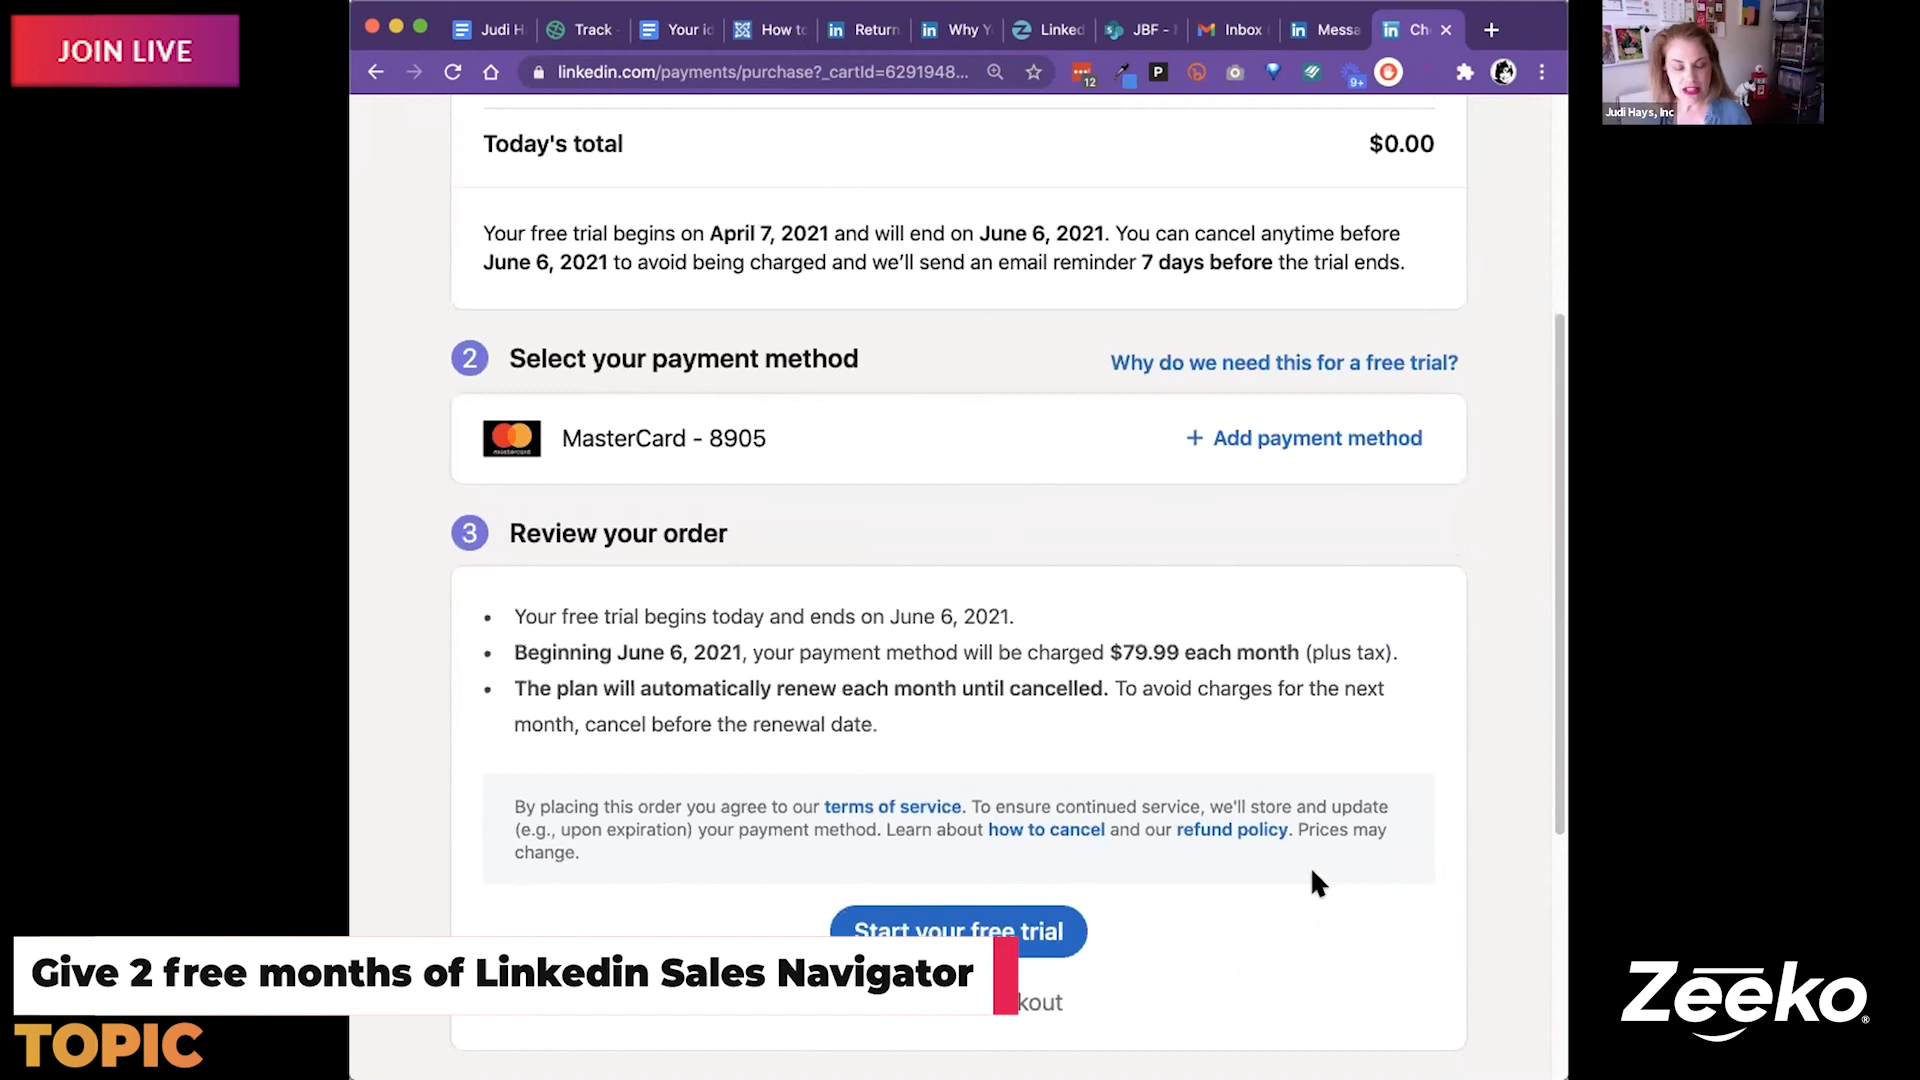 JOIN LIVE
Judi H
Track
Your id
How to
Return
Why Y
Linked
JBF -
Inbox
Messa
Ch
linkedin.com/payments/purchase?_cartId=6291948...
12
P
9+
Judi Hays, Inc
Today's total
$0.00
Your free trial begins on April 7, 2021 and will end on June 6, 2021. You can cancel anytime before
June 6, 2021 to avoid being charged and we'll send an email reminder 7 days before the trial ends.
2 Select your payment method
Why do we need this for a free trial?
mastercard
MasterCard - 8905
+ Add payment method
3 Review your order
• Your free trial begins today and ends on June 6, 2021.
• Beginning June 6, 2021, your payment method will be charged $79.99 each month (plus tax).
• The plan will automatically renew each month until cancelled. To avoid charges for the next
month, cancel before the renewal date.
By placing this order you agree to our terms of service. To ensure continued service, we'll store and update
(e.g., upon expiration) your payment method. Learn about how to cancel and our refund policy. Prices may
change.
Start your free trial
Give 2 free months of Linkedin Sales Navigator
kout
TOPIC
Zeeko®